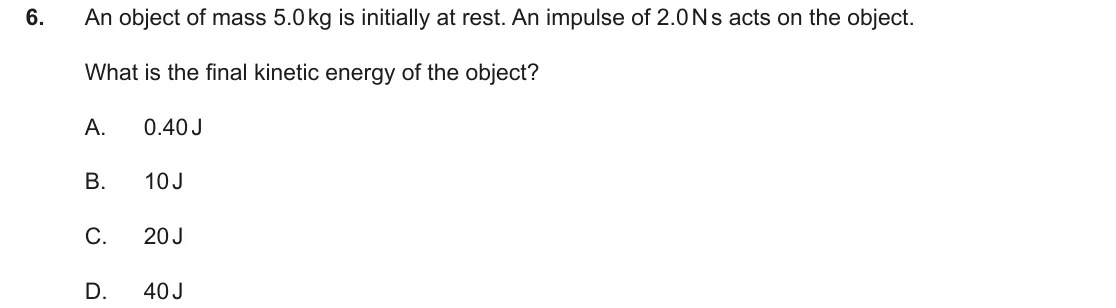 6. An object of mass 5.0 kg is initially at rest. An impulse of 2.0 N s acts on the object.
What is the final kinetic energy of the object?
A. 0.40 J
B. 10 J
C. 20 J
D. 40 J